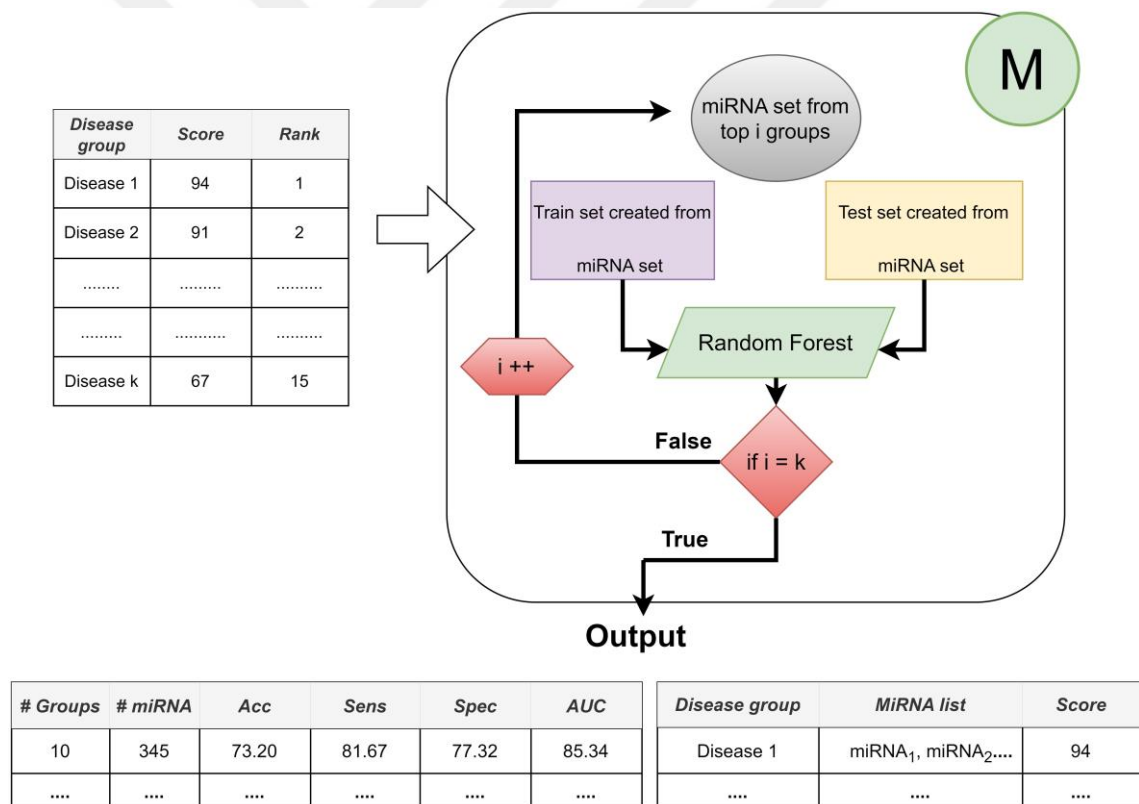 M
miRNA set from
top i groups
Disease
group
Score
Rank
Disease 1
94
1
Disease 2
91
2
........
.........
..........
.........
...........
..........
Disease k
67
15
Train set created from
miRNA set
Test set created from
miRNA set
Random Forest
i ++
False
if i = k
True
Output
# Groups
# miRNA
Acc
Sens
Spec
AUC
10
345
73.20
81.67
77.32
85.34
....
....
....
....
....
....
Disease group
MiRNA list
Score
Disease 1
miRNA₁, miRNA₂....
94
....
....
....